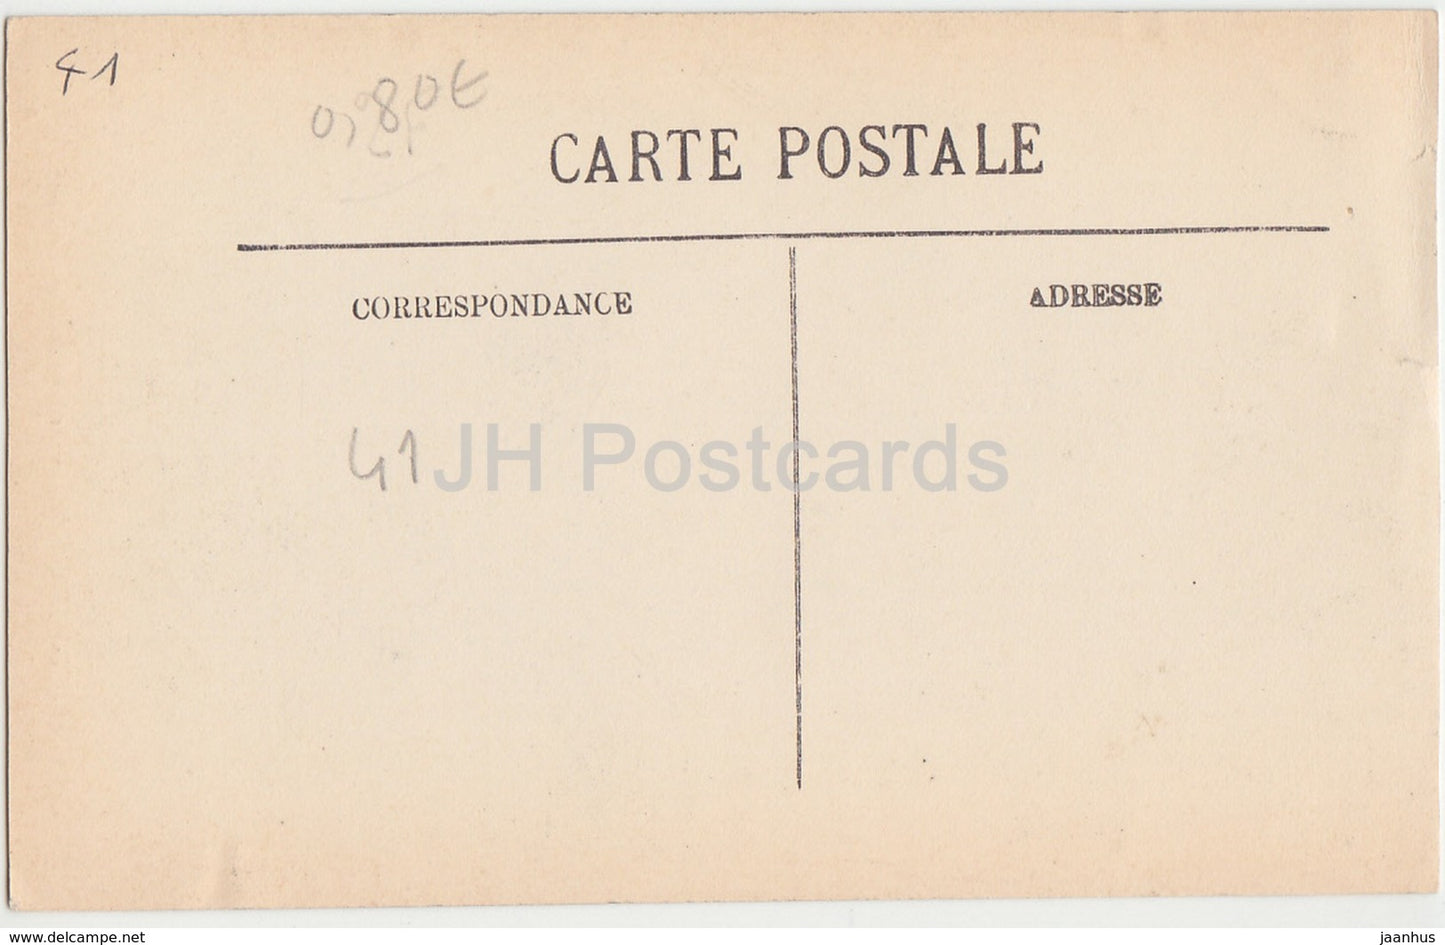 41
0,80€
CARTE POSTALE
CORRESPONDANCE
ADRESSE
41
JH Postcards
www.delcampe.net
jaanhus